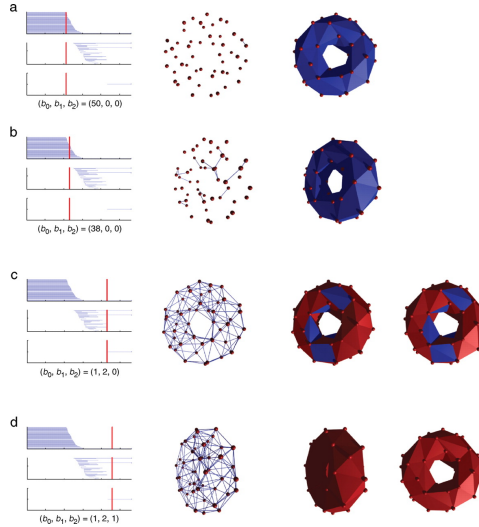 a
(b0, b1, b2) = (50, 0, 0)
b
(b0, b1, b2) = (38, 0, 0)
c
(b0, b1, b2) = (1, 2, 0)
d
(b0, b1, b2) = (1, 2, 1)